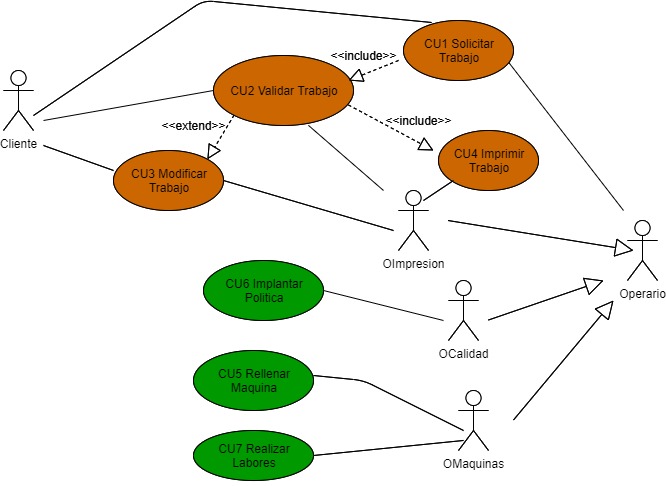 CU1 Solicitar
Trabajo
<<include>>
CU2 Validar Trabajo
<<extend>>
<<include>>
Cliente
CU3 Modificar
Trabajo
CU4 Imprimir
Trabajo
OImpresion
Operario
CU6 Implantar
Politica
OCalidad
CU5 Rellenar
Maquina
CU7 Realizar
Labores
OMaquinas